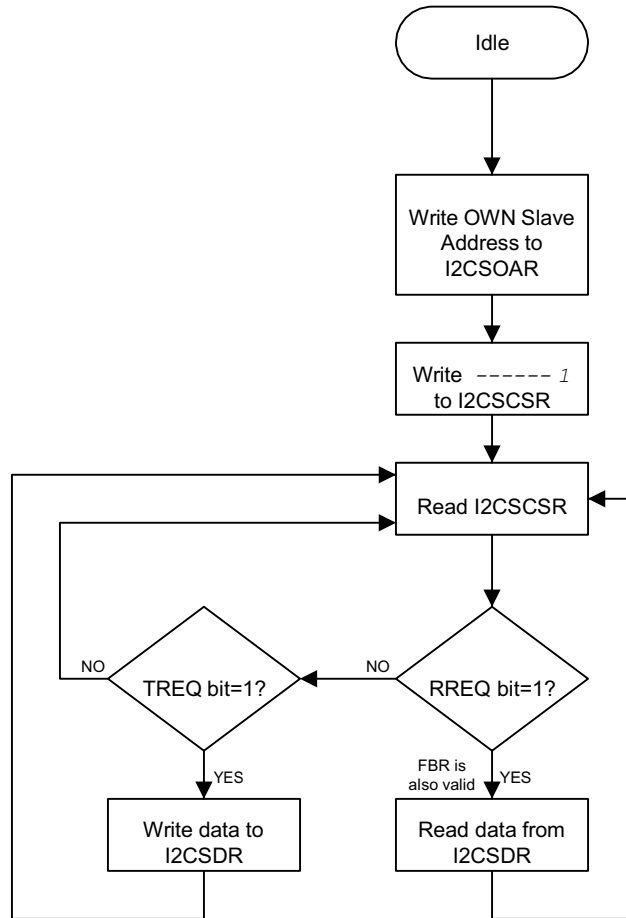 Idle
Write OWN Slave
Address to
I2CSOAR
Write ------ 1
to I2CSCSR
Read I2CSCSR
NO
TREQ bit=1?
NO
RREQ bit=1?
YES
FBR is
also valid
YES
Write data to
I2CSDR
Read data from
I2CSDR